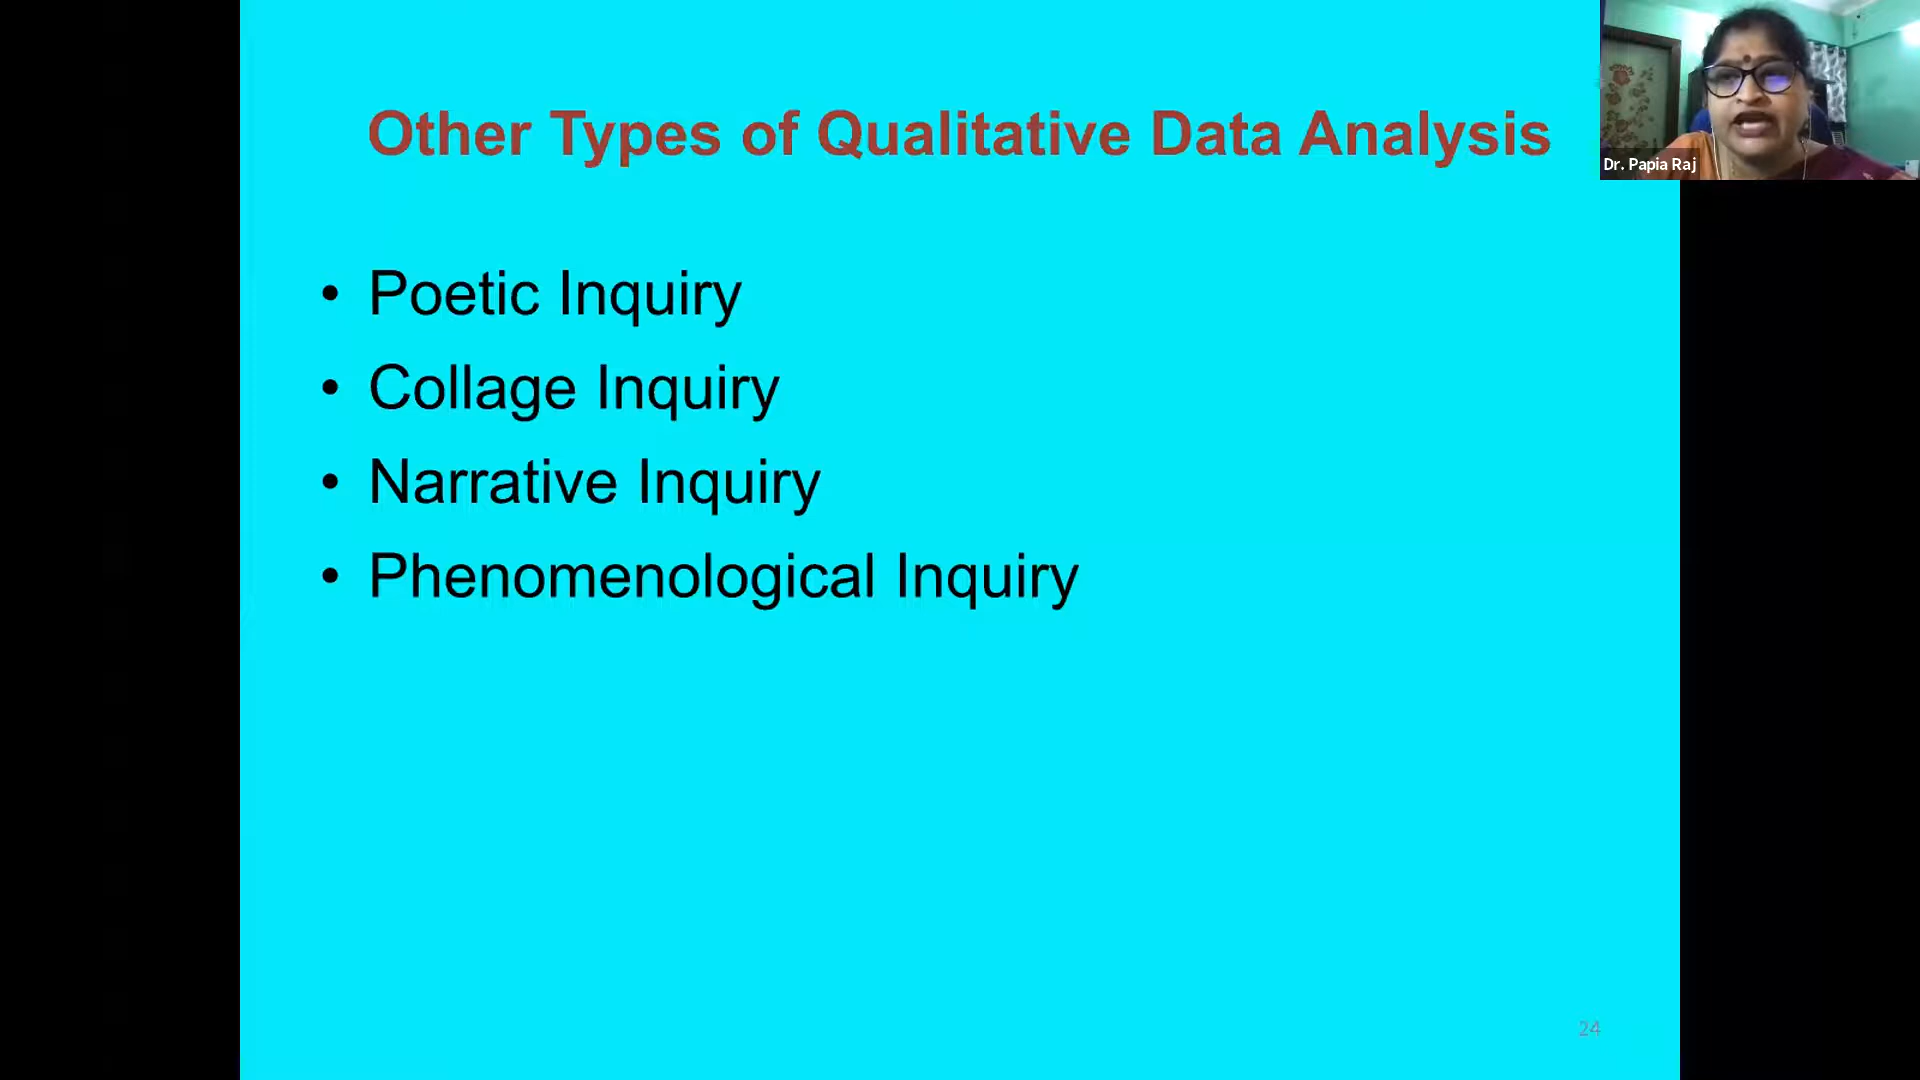 Other Types of Qualitative Data Analysis
Dr. Papia Raj
• Poetic Inquiry
• Collage Inquiry
• Narrative Inquiry
• Phenomenological Inquiry
24